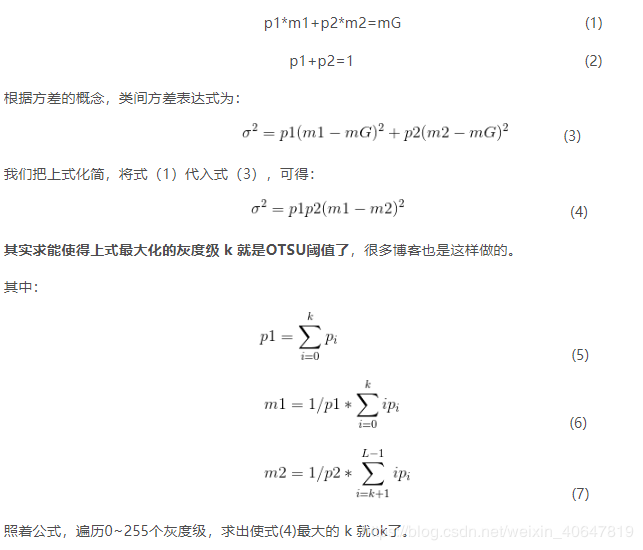 p1*m1+p2*m2=mG (1)
p1+p2=1 (2)
根据方差的概念，类间方差表达式为：
σ² = p1(m1 − mG)² + p2(m2 − mG)² (3)
我们把上式化简，将式（1）代入式（3），可得：
σ² = p1p2(m1 − m2)² (4)
其实求能使得上式最大化的灰度级 k 就是OTSU阈值了，很多博客也是这样做的。
其中：
p1 = ∑_{i=0}^{k} p_i (5)
m1 = 1/p1 * ∑_{i=0}^{k} ip_i (6)
m2 = 1/p2 * ∑_{i=k+1}^{L−1} ip_i (7)
照着公式，遍历0~255个灰度级，求出使式(4)最大的 k 就ok了。
https://blog.csdn.net/weixin_40647819